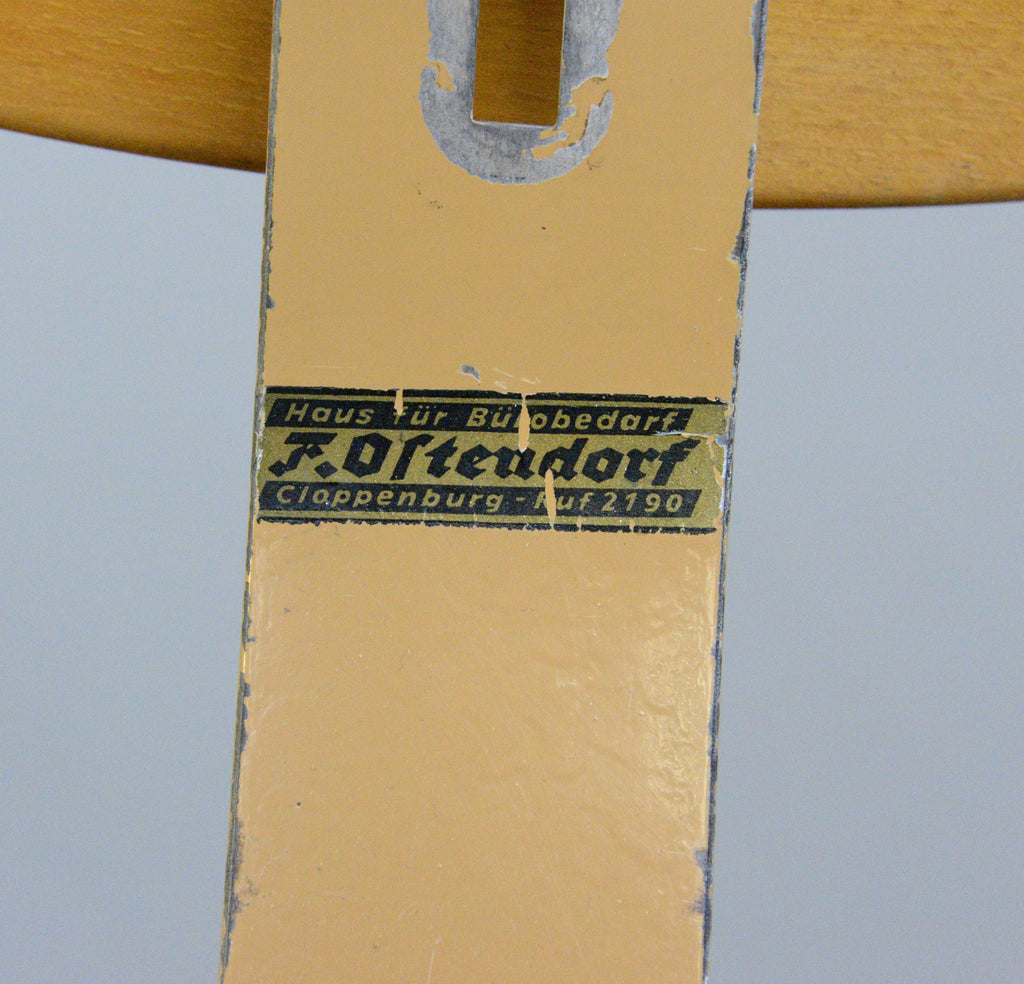 Haus für Bürobedarf
F. Ostendorf
Cloppenburg - Ruf 2190